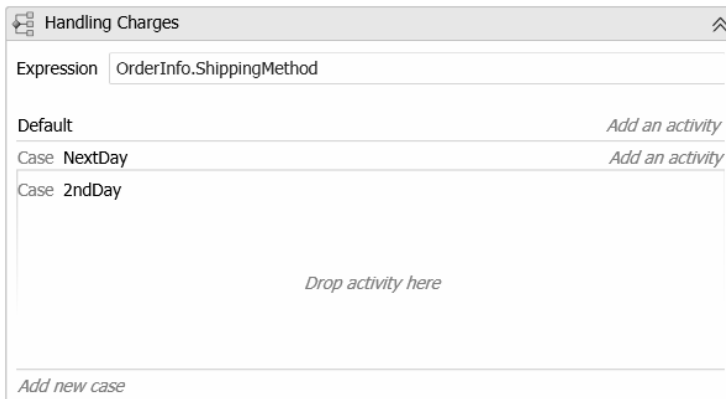 Handling Charges
Expression OrderInfo.ShippingMethod
Default Add an activity
Case NextDay Add an activity
Case 2ndDay
Drop activity here
Add new case